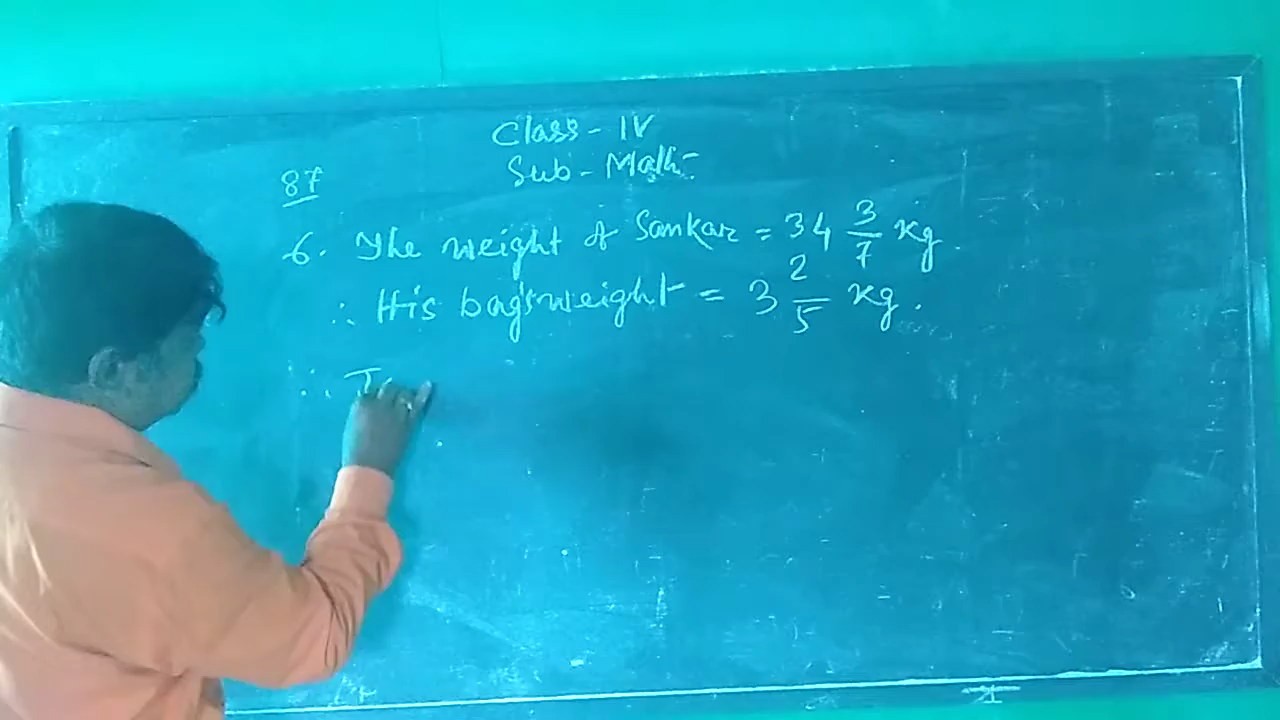 Class - IV
Sub - Math
87
6. The weight of Sankar = 34 3/7 kg.
∴ His bag's weight = 3 2/5 kg.
∴ T